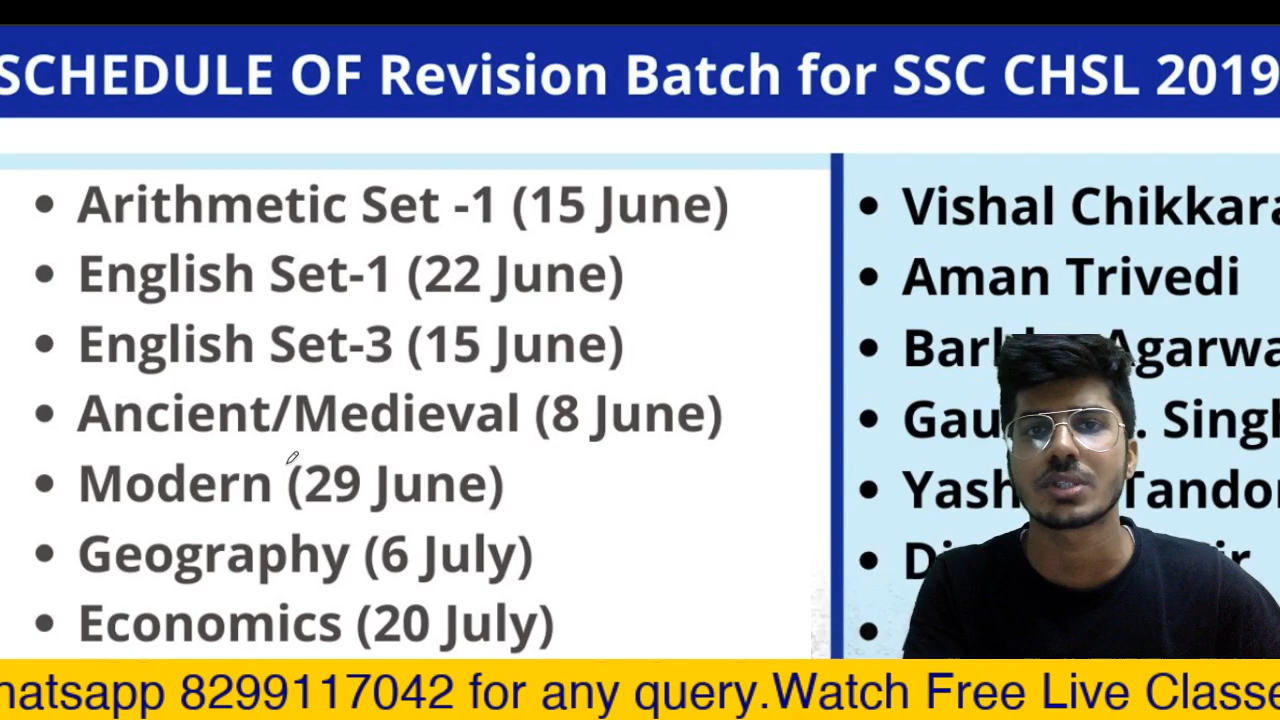 SCHEDULE OF Revision Batch for SSC CHSL 2019
• Arithmetic Set -1 (15 June)
• English Set-1 (22 June)
• English Set-3 (15 June)
• Ancient/Medieval (8 June)
• Modern (29 June)
• Geography (6 July)
• Economics (20 July)
• Vishal Chikkara
• Aman Trivedi
• Agarwa
• Singh
• Yash Tandon
hatsapp 8299117042 for any query.Watch Free Live Classe